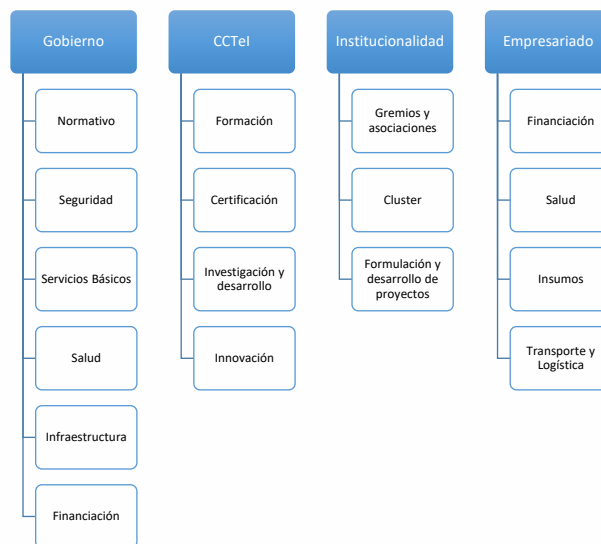 Gobierno
Normativo
Seguridad
Servicios Básicos
Salud
Infraestructura
Financiación
CCTeI
Formación
Certificación
Investigación y
desarrollo
Innovación
Institucionalidad
Gremios y
asociaciones
Cluster
Formulación y
desarrollo de
proyectos
Empresariado
Financiación
Salud
Insumos
Transporte y
Logística